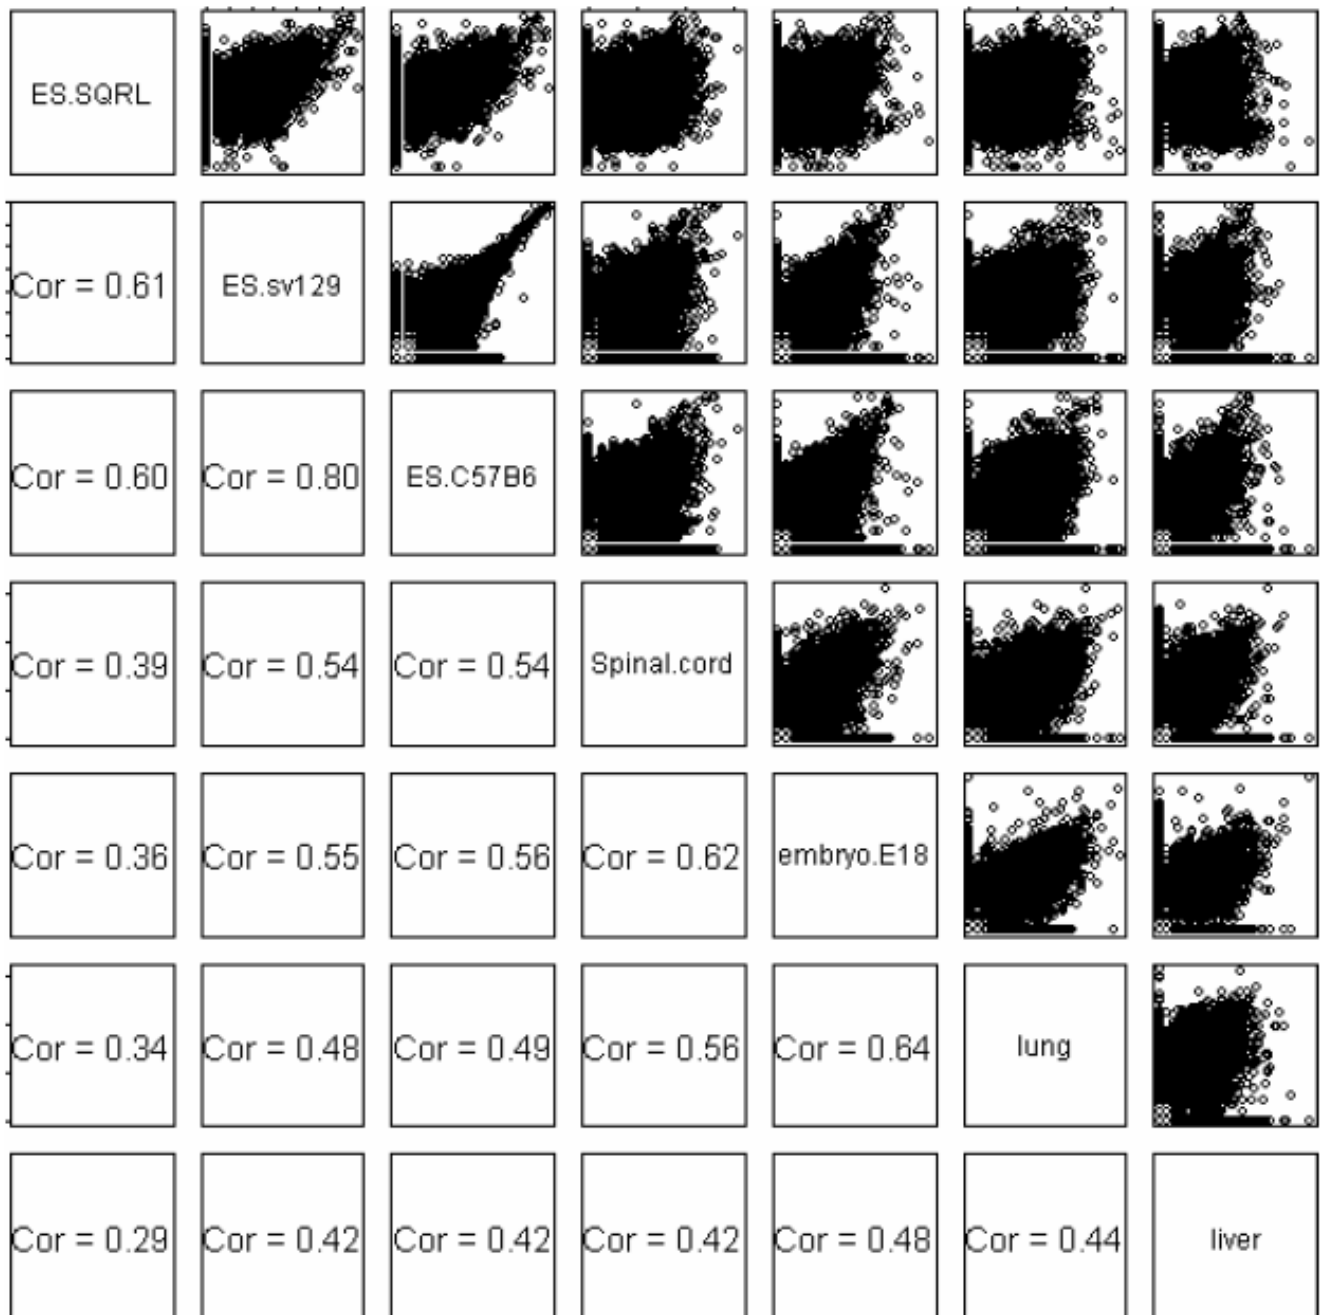 ES.SQRL
Cor = 0.61
ES.sv129
Cor = 0.60
Cor = 0.80
ES.C57B6
Cor = 0.39
Cor = 0.54
Cor = 0.54
Spinal.cord
Cor = 0.36
Cor = 0.55
Cor = 0.56
Cor = 0.62
embryo.E18
Cor = 0.34
Cor = 0.48
Cor = 0.49
Cor = 0.56
Cor = 0.64
lung
Cor = 0.29
Cor = 0.42
Cor = 0.42
Cor = 0.42
Cor = 0.48
Cor = 0.44
liver